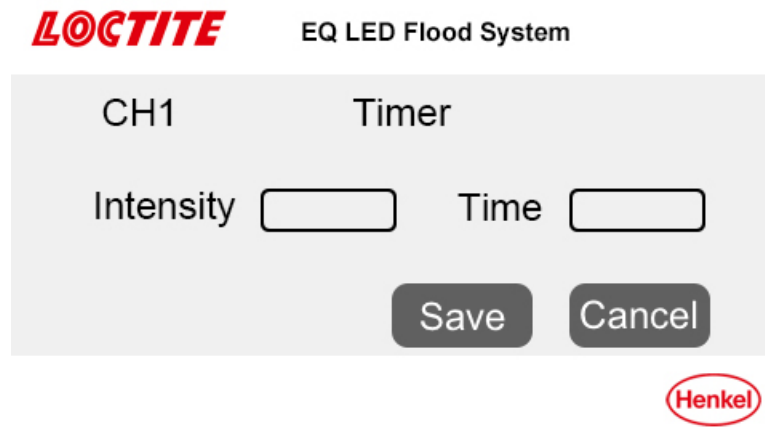 LOCTITE EQ LED Flood System
CH1 Timer
Intensity Time
Save Cancel
Henkel